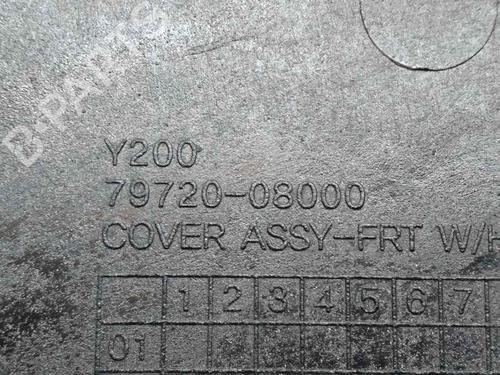 B-PARTS
Y200
79720-08000
COVER ASSY-FRT W/H
1 2 3 4 5 6 7
01